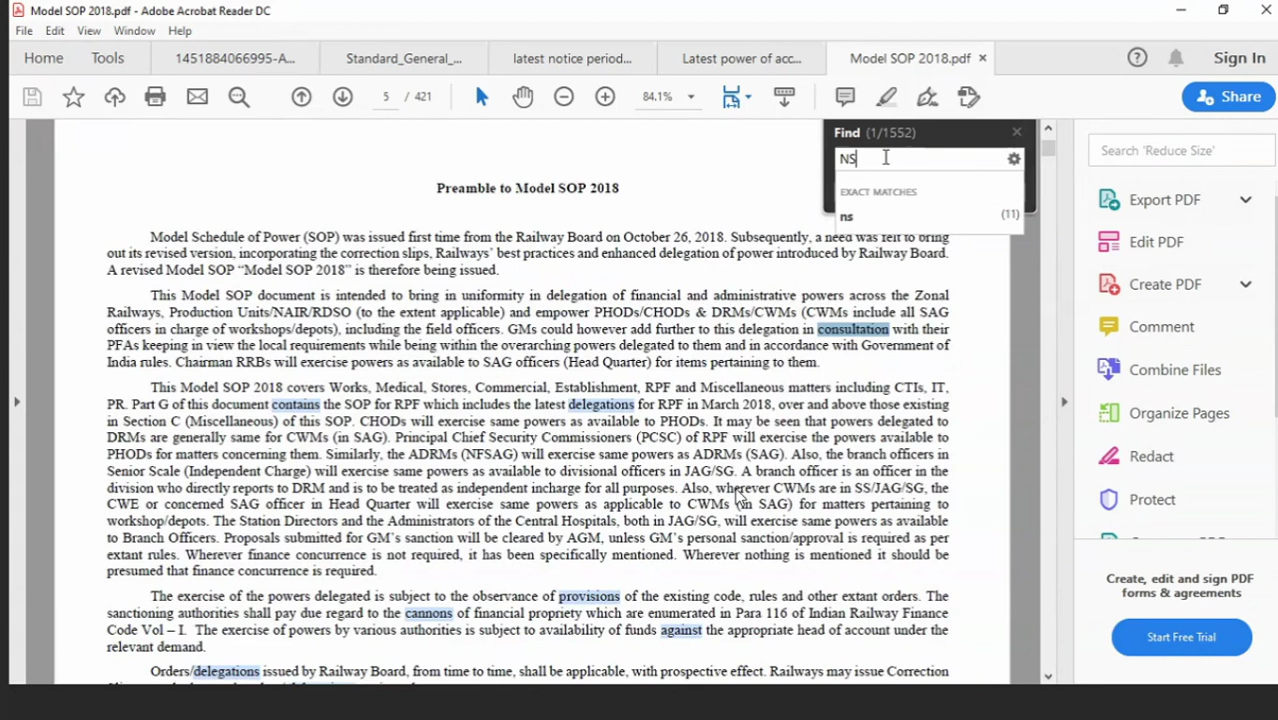 Model SOP 2018.pdf - Adobe Acrobat Reader DC
File Edit View Window Help
Home Tools 1451884066995-A... Standard_General_... latest notice period... Latest power of acc... Model SOP 2018.pdf × Sign In
5 / 421 84.1% Share
Find (1/1552)
NS
EXACT MATCHES
ns (11)
Search 'Reduce Size'
Export PDF
Edit PDF
Create PDF
Comment
Combine Files
Organize Pages
Redact
Protect
Create, edit and sign PDF
forms & agreements
Start Free Trial
Preamble to Model SOP 2018
Model Schedule of Power (SOP) was issued first time from the Railway Board on October 26, 2018. Subsequently, a need was felt to bring
out its revised version, incorporating the correction slips, Railways' best practices and enhanced delegation of power introduced by Railway Board.
A revised Model SOP “Model SOP 2018” is therefore being issued.
This Model SOP document is intended to bring in uniformity in delegation of financial and administrative powers across the Zonal
Railways, Production Units/NAIR/RDSO (to the extent applicable) and empower PHODs/CHODs & DRMs/CWMs (CWMs include all SAG
officers in charge of workshops/depots), including the field officers. GMs could however add further to this delegation in consultation with their
PFAs keeping in view the local requirements while being within the overarching powers delegated to them and in accordance with Government of
India rules. Chairman RRBs will exercise powers as available to SAG officers (Head Quarter) for items pertaining to them.
This Model SOP 2018 covers Works, Medical, Stores, Commercial, Establishment, RPF and Miscellaneous matters including CTIs, IT,
PR. Part G of this document contains the SOP for RPF which includes the latest delegations for RPF in March 2018, over and above those existing
in Section C (Miscellaneous) of this SOP. CHODs will exercise same powers as available to PHODs. It may be seen that powers delegated to
DRMs are generally same for CWMs (in SAG). Principal Chief Security Commissioners (PCSC) of RPF will exercise the powers available to
PHODs for matters concerning them. Similarly, the ADRMs (NFSAG) will exercise same powers as ADRMs (SAG). Also, the branch officers in
Senior Scale (Independent Charge) will exercise same powers as available to divisional officers in JAG/SG. A branch officer is an officer in the
division who directly reports to DRM and is to be treated as independent incharge for all purposes. Also, wherever CWMs are in SS/JAG/SG, the
CWE or concerned SAG officer in Head Quarter will exercise same powers as applicable to CWMs (in SAG) for matters pertaining to
workshop/depots. The Station Directors and the Administrators of the Central Hospitals, both in JAG/SG, will exercise same powers as available
to Branch Officers. Proposals submitted for GM's sanction will be cleared by AGM, unless GM's personal sanction/approval is required as per
extant rules. Wherever finance concurrence is not required, it has been specifically mentioned. Wherever nothing is mentioned it should be
presumed that finance concurrence is required.
The exercise of the powers delegated is subject to the observance of provisions of the existing code, rules and other extant orders. The
sanctioning authorities shall pay due regard to the cannons of financial propriety which are enumerated in Para 116 of Indian Railway Finance
Code Vol – I. The exercise of powers by various authorities is subject to availability of funds against the appropriate head of account under the
relevant demand.
Orders/delegations issued by Railway Board, from time to time, shall be applicable, with prospective effect. Railways may issue Correction